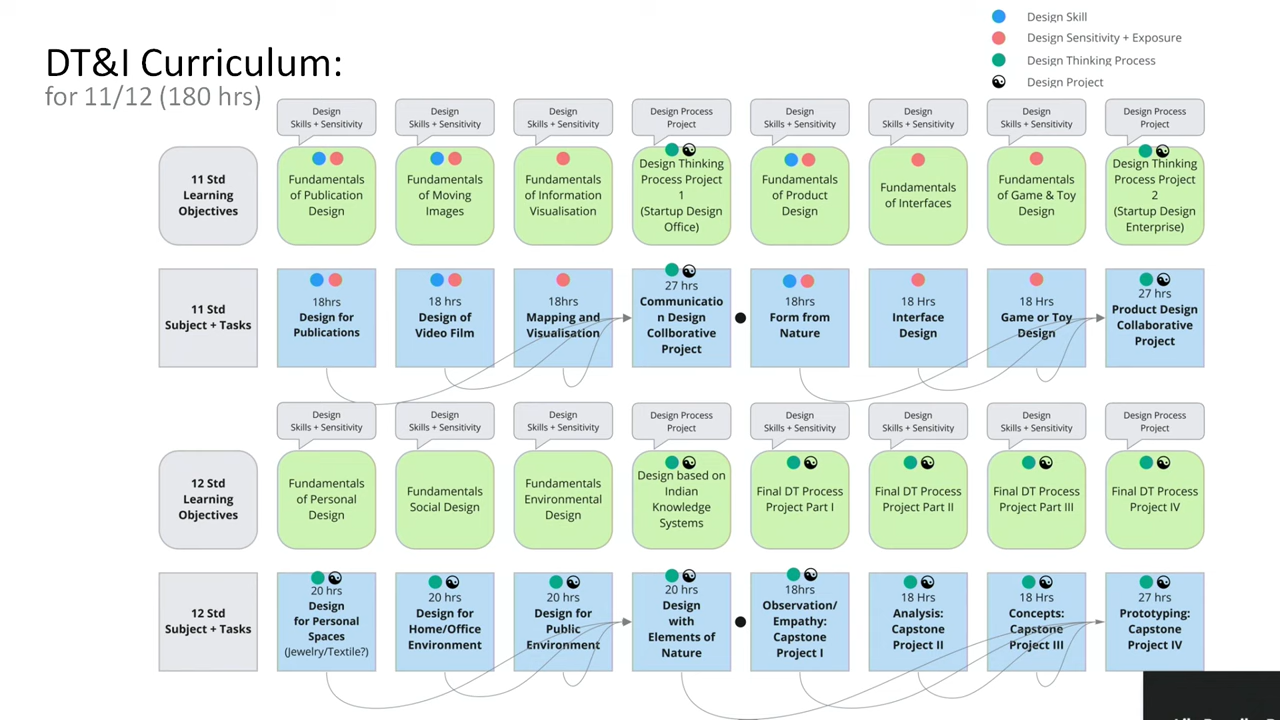 Design Skill
Design Sensitivity + Exposure
Design Thinking Process
Design Project
DT&I Curriculum:
for 11/12 (180 hrs)
Design
Skills + Sensitivity
Design
Skills + Sensitivity
Design
Skills + Sensitivity
Design Process
Project
Design
Skills + Sensitivity
Design
Skills + Sensitivity
Design
Skills + Sensitivity
Design Process
Project
11 Std
Learning
Objectives
Fundamentals
of Publication
Design
Fundamentals
of Moving
Images
Fundamentals
of Information
Visualisation
Design Thinking
Process Project
1
(Startup Design
Office)
Fundamentals
of Product
Design
Fundamentals
of Interfaces
Fundamentals
of Game & Toy
Design
Design Thinking
Process Project
2
(Startup Design
Enterprise)
11 Std
Subject + Tasks
18hrs
Design for
Publications
18 hrs
Design of
Video Film
18hrs
Mapping and
Visualisation
27 hrs
Communicatio
n Design
Collborative
Project
18hrs
Form from
Nature
18 Hrs
Interface
Design
18 Hrs
Game or Toy
Design
27 hrs
Product Design
Collaborative
Project
Design
Skills + Sensitivity
Design
Skills + Sensitivity
Design
Skills + Sensitivity
Design Process
Project
Design
Skills + Sensitivity
Design
Skills + Sensitivity
Design
Skills + Sensitivity
Design Process
Project
12 Std
Learning
Objectives
Fundamentals
of Personal
Design
Fundamentals
Social Design
Fundamentals
Environmental
Design
Design based on
Indian
Knowledge
Systems
Final DT Process
Project Part I
Final DT Process
Project Part II
Final DT Process
Project Part III
Final DT Process
Project IV
12 Std
Subject + Tasks
20 hrs
Design
for Personal
Spaces
(Jewelry/Textile?)
20 hrs
Design for
Home/Office
Environment
20 hrs
Design for
Public
Environment
20 hrs
Design
with
Elements of
Nature
18hrs
Observation/
Empathy:
Capstone
Project I
18 Hrs
Analysis:
Capstone
Project II
18 Hrs
Concepts:
Capstone
Project III
27 hrs
Prototyping:
Capstone
Project IV